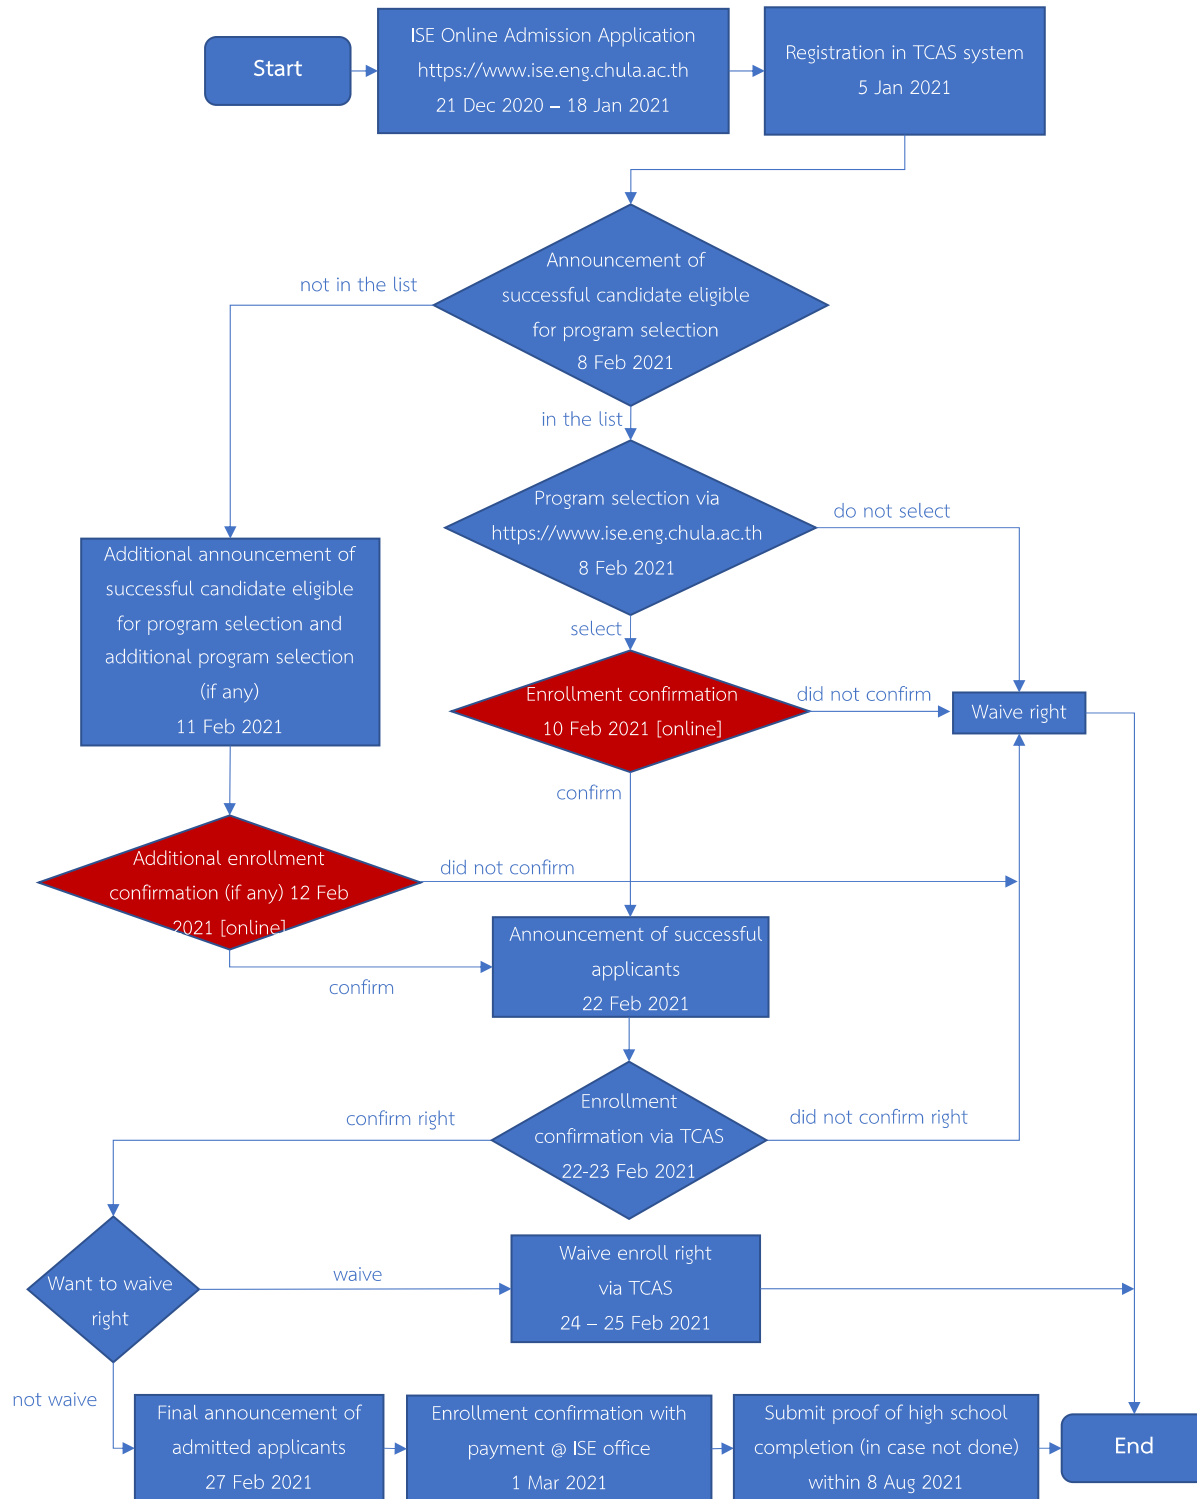 Start
ISE Online Admission Application
https://www.ise.eng.chula.ac.th
21 Dec 2020 – 18 Jan 2021
Registration in TCAS system
5 Jan 2021
Announcement of
successful candidate eligible
for program selection
8 Feb 2021
not in the list
in the list
Program selection via
https://www.ise.eng.chula.ac.th
8 Feb 2021
do not select
select
Additional announcement of
successful candidate eligible
for program selection and
additional program selection
(if any)
11 Feb 2021
Enrollment confirmation
10 Feb 2021 [online]
did not confirm
Waive right
confirm
Additional enrollment
confirmation (if any) 12 Feb
2021 [online]
did not confirm
confirm
Announcement of successful
applicants
22 Feb 2021
Enrollment
confirmation via TCAS
22-23 Feb 2021
confirm right
did not confirm right
Want to waive
right
waive
Waive enroll right
via TCAS
24 – 25 Feb 2021
not waive
Final announcement of
admitted applicants
27 Feb 2021
Enrollment confirmation with
payment @ ISE office
1 Mar 2021
Submit proof of high school
completion (in case not done)
within 8 Aug 2021
End